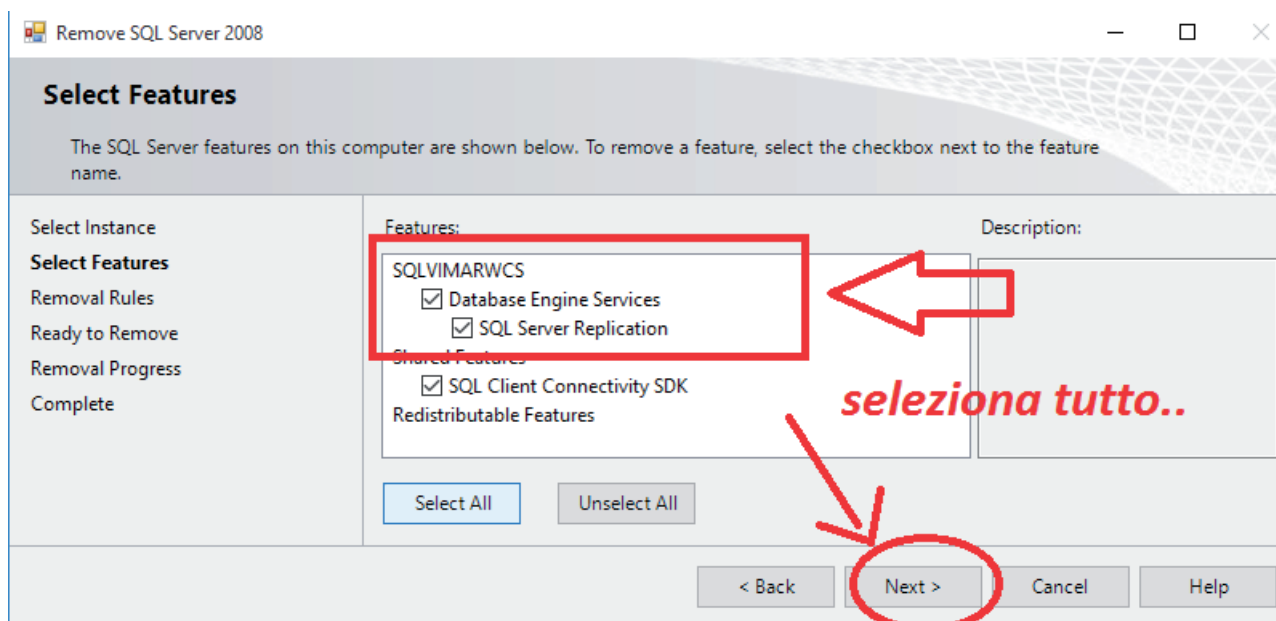 Remove SQL Server 2008
Select Features
The SQL Server features on this computer are shown below. To remove a feature, select the checkbox next to the feature
name.
Select Instance
Select Features
Removal Rules
Ready to Remove
Removal Progress
Complete
Features:
SQLVIMARWCS
Database Engine Services
SQL Server Replication
Shared Features
SQL Client Connectivity SDK
Redistributable Features
Description:
seleziona tutto..
Select All
Unselect All
< Back
Next >
Cancel
Help